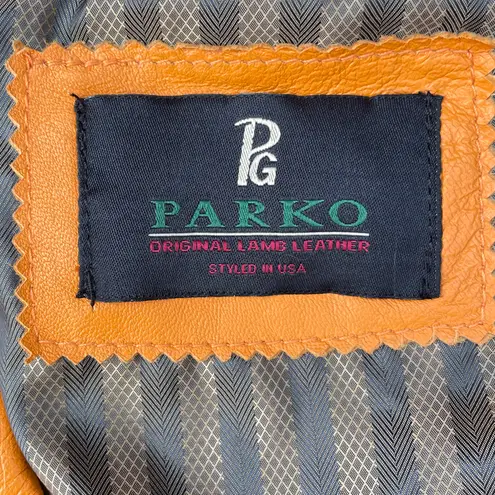 PG
PARKO
ORIGINAL LAMB LEATHER
STYLED IN USA